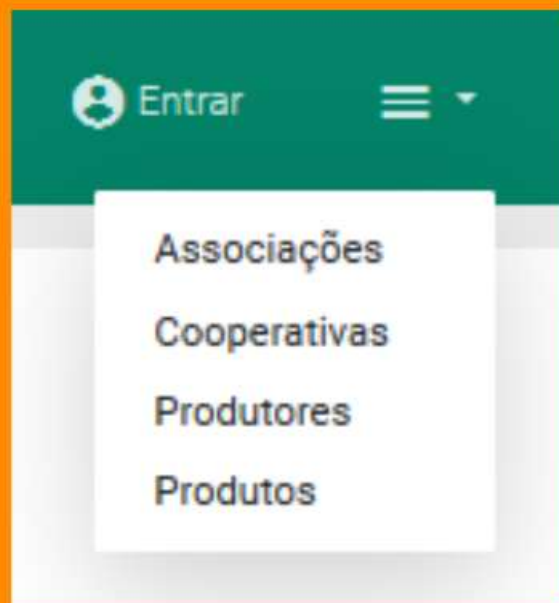 Entrar
Associações
Cooperativas
Produtores
Produtos